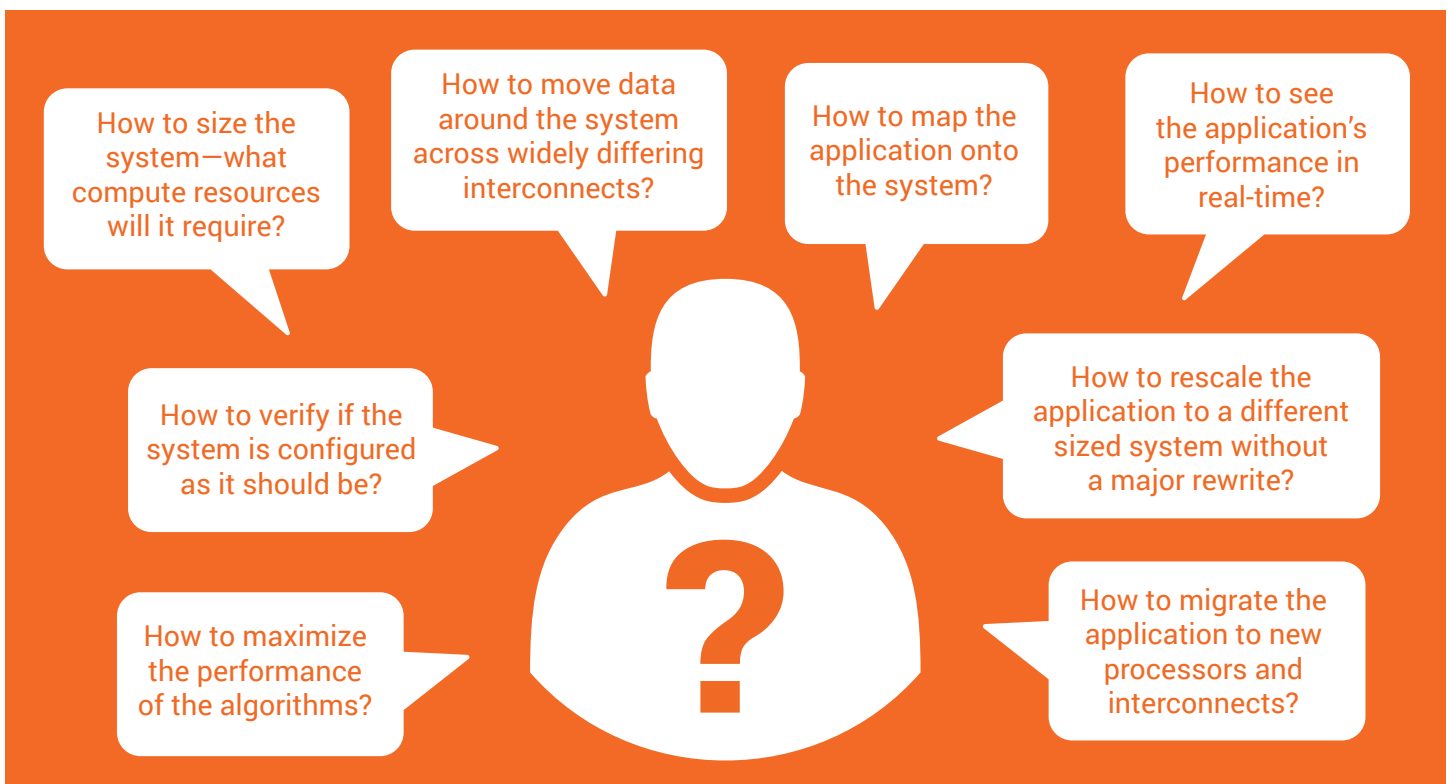 How to size the
system—what
compute resources
will it require?
How to move data
around the system
across widely differing
interconnects?
How to map the
application onto
the system?
How to see
the application’s
performance in
real-time?
How to verify if the
system is configured
as it should be?
How to rescale the
application to a different
sized system without
a major rewrite?
How to maximize
the performance
of the algorithms?
How to migrate the
application to new
processors and
interconnects?
?